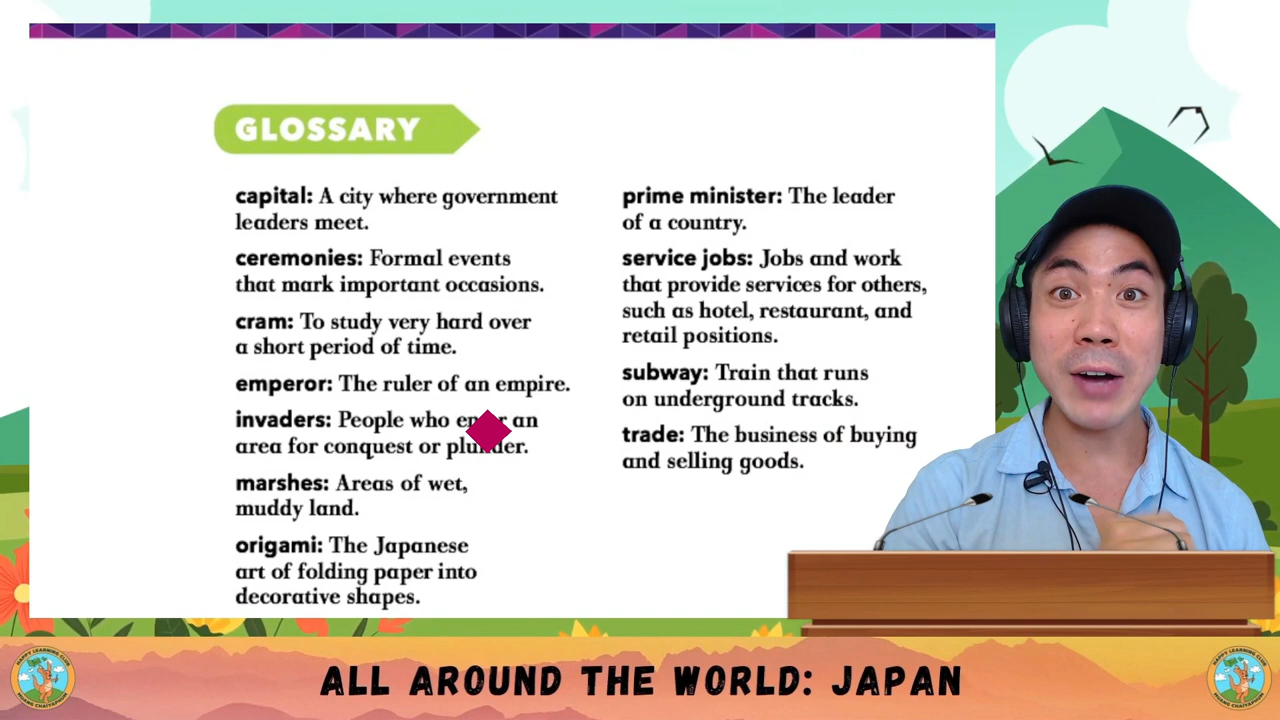 GLOSSARY
capital: A city where government
leaders meet.
ceremonies: Formal events
that mark important occasions.
cram: To study very hard over
a short period of time.
emperor: The ruler of an empire.
invaders: People who an
area for conquest or
marshes: Areas of wet,
muddy land.
origami: The Japanese
art of folding paper into
decorative shapes.
prime minister: The leader
of a country.
service jobs: Jobs and work
that provide services for others,
such as hotel, restaurant, and
retail positions.
subway: Train that runs
on underground tracks.
trade: The business of buying
and selling goods.
ALL AROUND THE WORLD: JAPAN